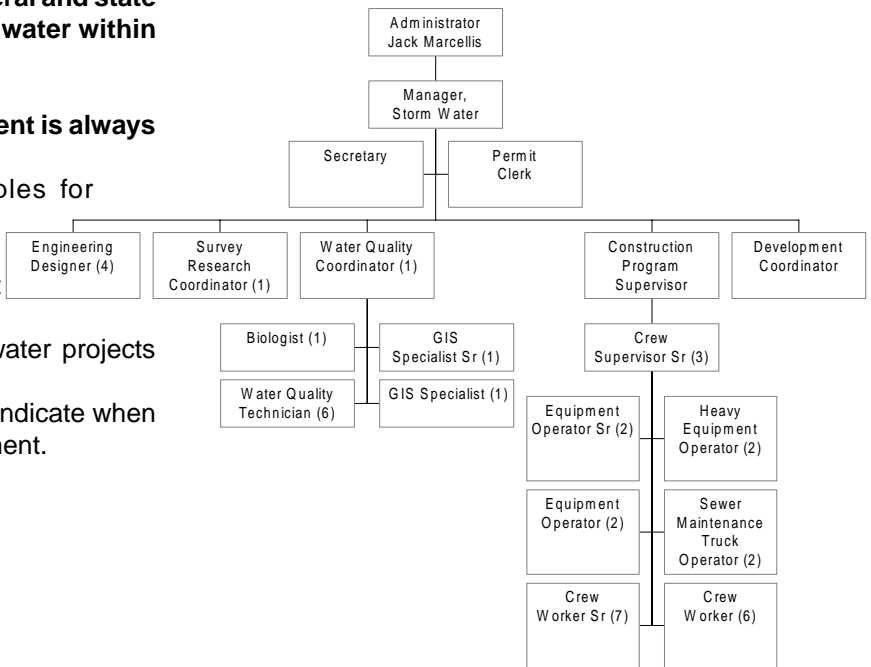 eral and state
water within
ent is always
oles for
water projects
ndicate when
nent.
Administrator
Jack Marcellis
Manager,
Storm Water
Secretary
Permit
Clerk
Engineering
Designer (4)
Survey
Research
Coordinator (1)
Water Quality
Coordinator (1)
Construction
Program
Supervisor
Development
Coordinator
Biologist (1)
GIS
Specialist Sr (1)
Water Quality
Technician (6)
GIS Specialist (1)
Crew
Supervisor Sr (3)
Equipment
Operator Sr (2)
Heavy
Equipment
Operator (2)
Equipment
Operator (2)
Sewer
Maintenance
Truck
Operator (2)
Crew
Worker Sr (7)
Crew
Worker (6)